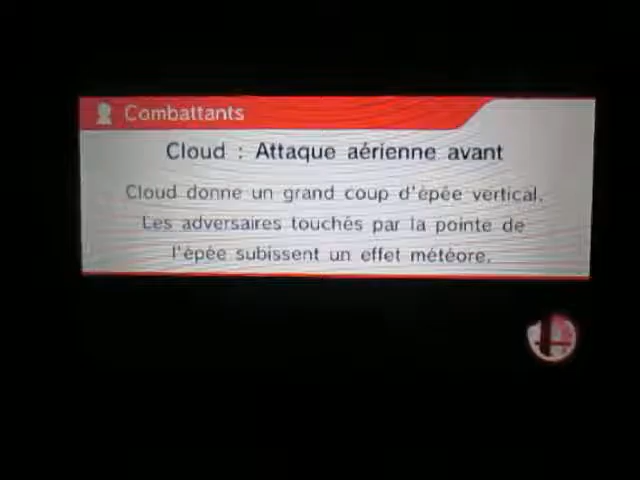 Combattants
Cloud : Attaque aérienne avant
Cloud donne un grand coup d'épée vertical.
Les adversaires touchés par la pointe de
l'épée subissent un effet météore.